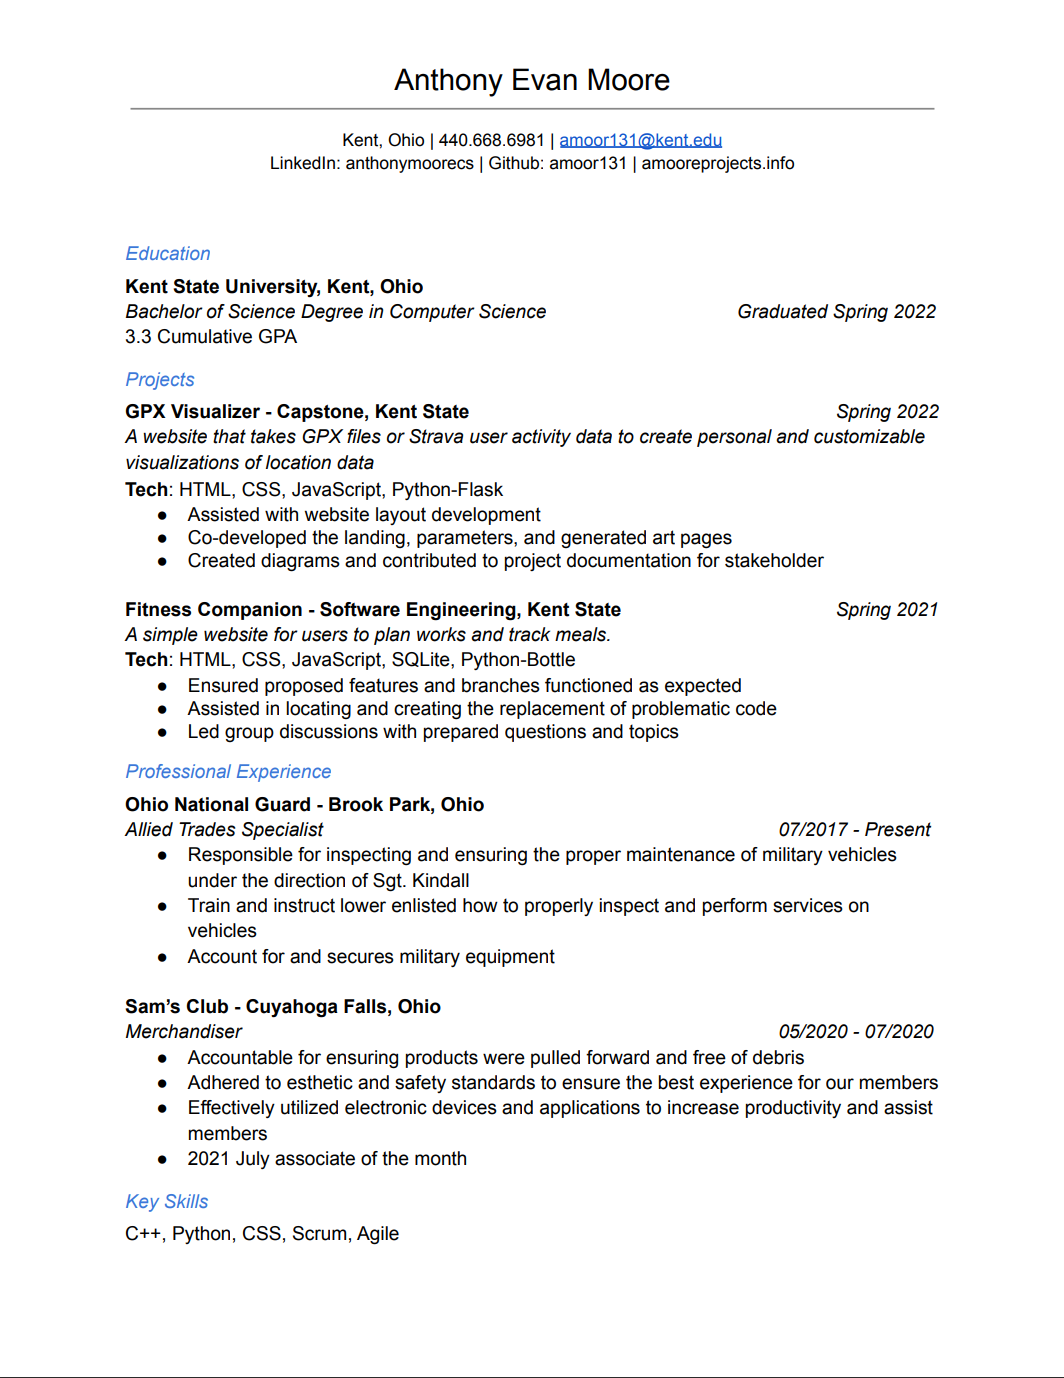 Anthony Evan Moore
Kent, Ohio | 440.668.6981 | amoor131@kent.edu
LinkedIn: anthonymoorecs | Github: amoor131 | amooreprojects.info
Education
Kent State University, Kent, Ohio
Bachelor of Science Degree in Computer Science Graduated Spring 2022
3.3 Cumulative GPA
Projects
GPX Visualizer - Capstone, Kent State Spring 2022
A website that takes GPX files or Strava user activity data to create personal and customizable
visualizations of location data
Tech: HTML, CSS, JavaScript, Python-Flask
● Assisted with website layout development
● Co-developed the landing, parameters, and generated art pages
● Created diagrams and contributed to project documentation for stakeholder
Fitness Companion - Software Engineering, Kent State Spring 2021
A simple website for users to plan works and track meals.
Tech: HTML, CSS, JavaScript, SQLite, Python-Bottle
● Ensured proposed features and branches functioned as expected
● Assisted in locating and creating the replacement of problematic code
● Led group discussions with prepared questions and topics
Professional Experience
Ohio National Guard - Brook Park, Ohio
Allied Trades Specialist 07/2017 - Present
● Responsible for inspecting and ensuring the proper maintenance of military vehicles
under the direction of Sgt. Kindall
● Train and instruct lower enlisted how to properly inspect and perform services on
vehicles
● Account for and secures military equipment
Sam’s Club - Cuyahoga Falls, Ohio
Merchandiser 05/2020 - 07/2020
● Accountable for ensuring products were pulled forward and free of debris
● Adhered to esthetic and safety standards to ensure the best experience for our members
● Effectively utilized electronic devices and applications to increase productivity and assist
members
● 2021 July associate of the month
Key Skills
C++, Python, CSS, Scrum, Agile